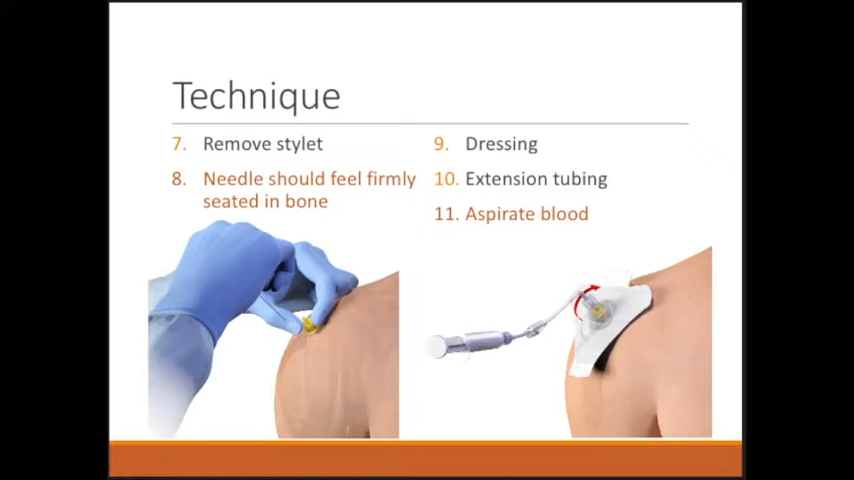 Technique
7. Remove stylet
8. Needle should feel firmly
seated in bone
9. Dressing
10. Extension tubing
11. Aspirate blood